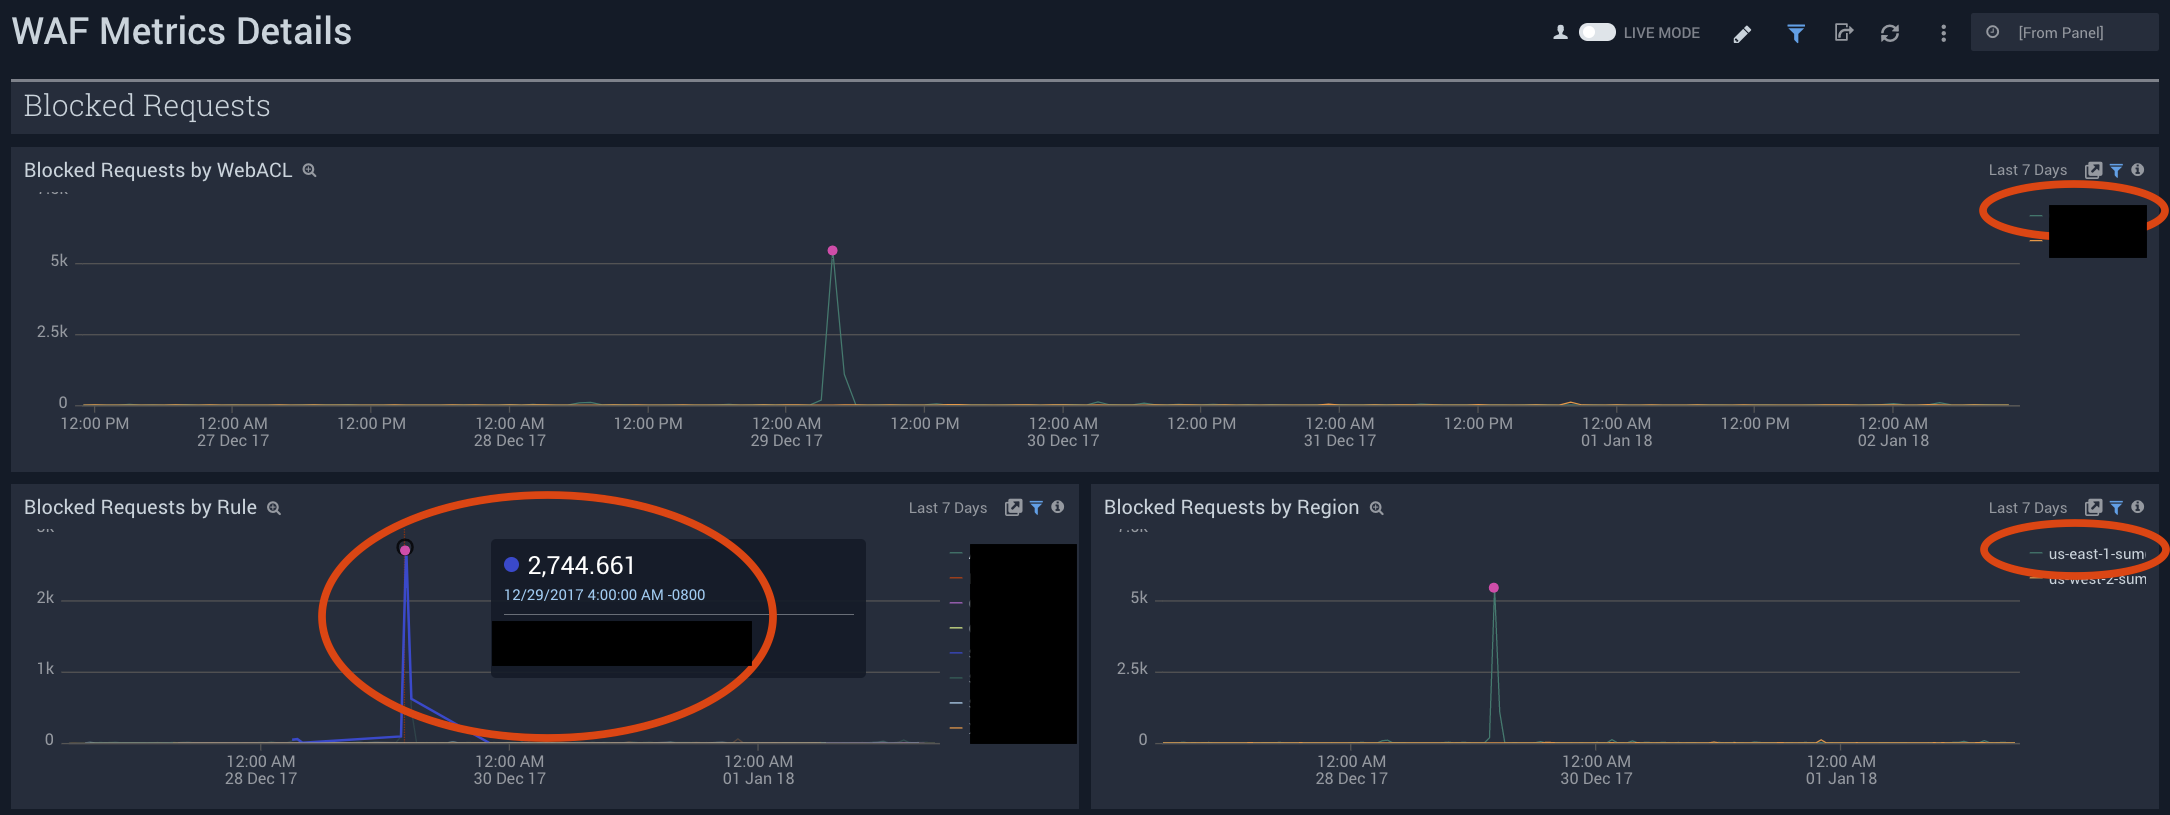 WAF Metrics Details
LIVE MODE
[From Panel]
Blocked Requests
Blocked Requests by WebACL
Last 7 Days
5k
2.5k
0
12:00 PM
12:00 AM
27 Dec 17
12:00 PM
12:00 AM
28 Dec 17
12:00 PM
12:00 AM
29 Dec 17
12:00 PM
12:00 AM
30 Dec 17
12:00 PM
12:00 AM
31 Dec 17
12:00 PM
12:00 AM
01 Jan 18
12:00 PM
12:00 AM
02 Jan 18
Blocked Requests by Rule
Last 7 Days
2k
1k
0
2,744.661
12/29/2017 4:00:00 AM -0800
12:00 AM
28 Dec 17
12:00 AM
30 Dec 17
12:00 AM
01 Jan 18
Blocked Requests by Region
Last 7 Days
us-east-1-sum
us-west-2-sum
5k
2.5k
0
12:00 AM
28 Dec 17
12:00 AM
30 Dec 17
12:00 AM
01 Jan 18